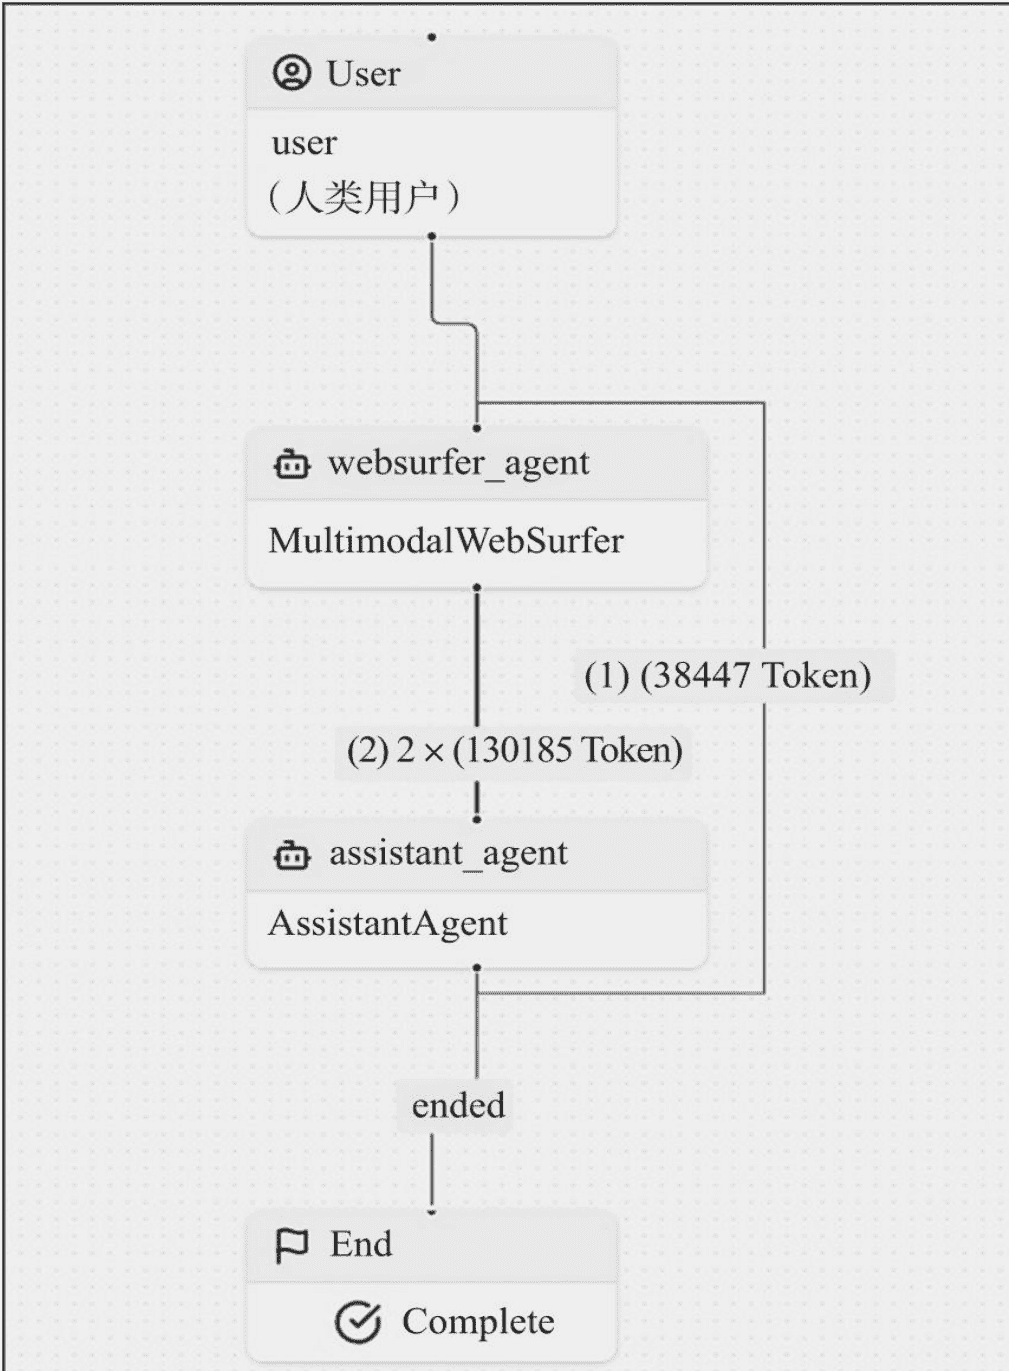 User
user
（人类用户）
websurfer_agent
MultimodalWebSurfer
(1) (38447 Token)
(2) 2 × (130185 Token)
assistant_agent
AssistantAgent
ended
End
Complete